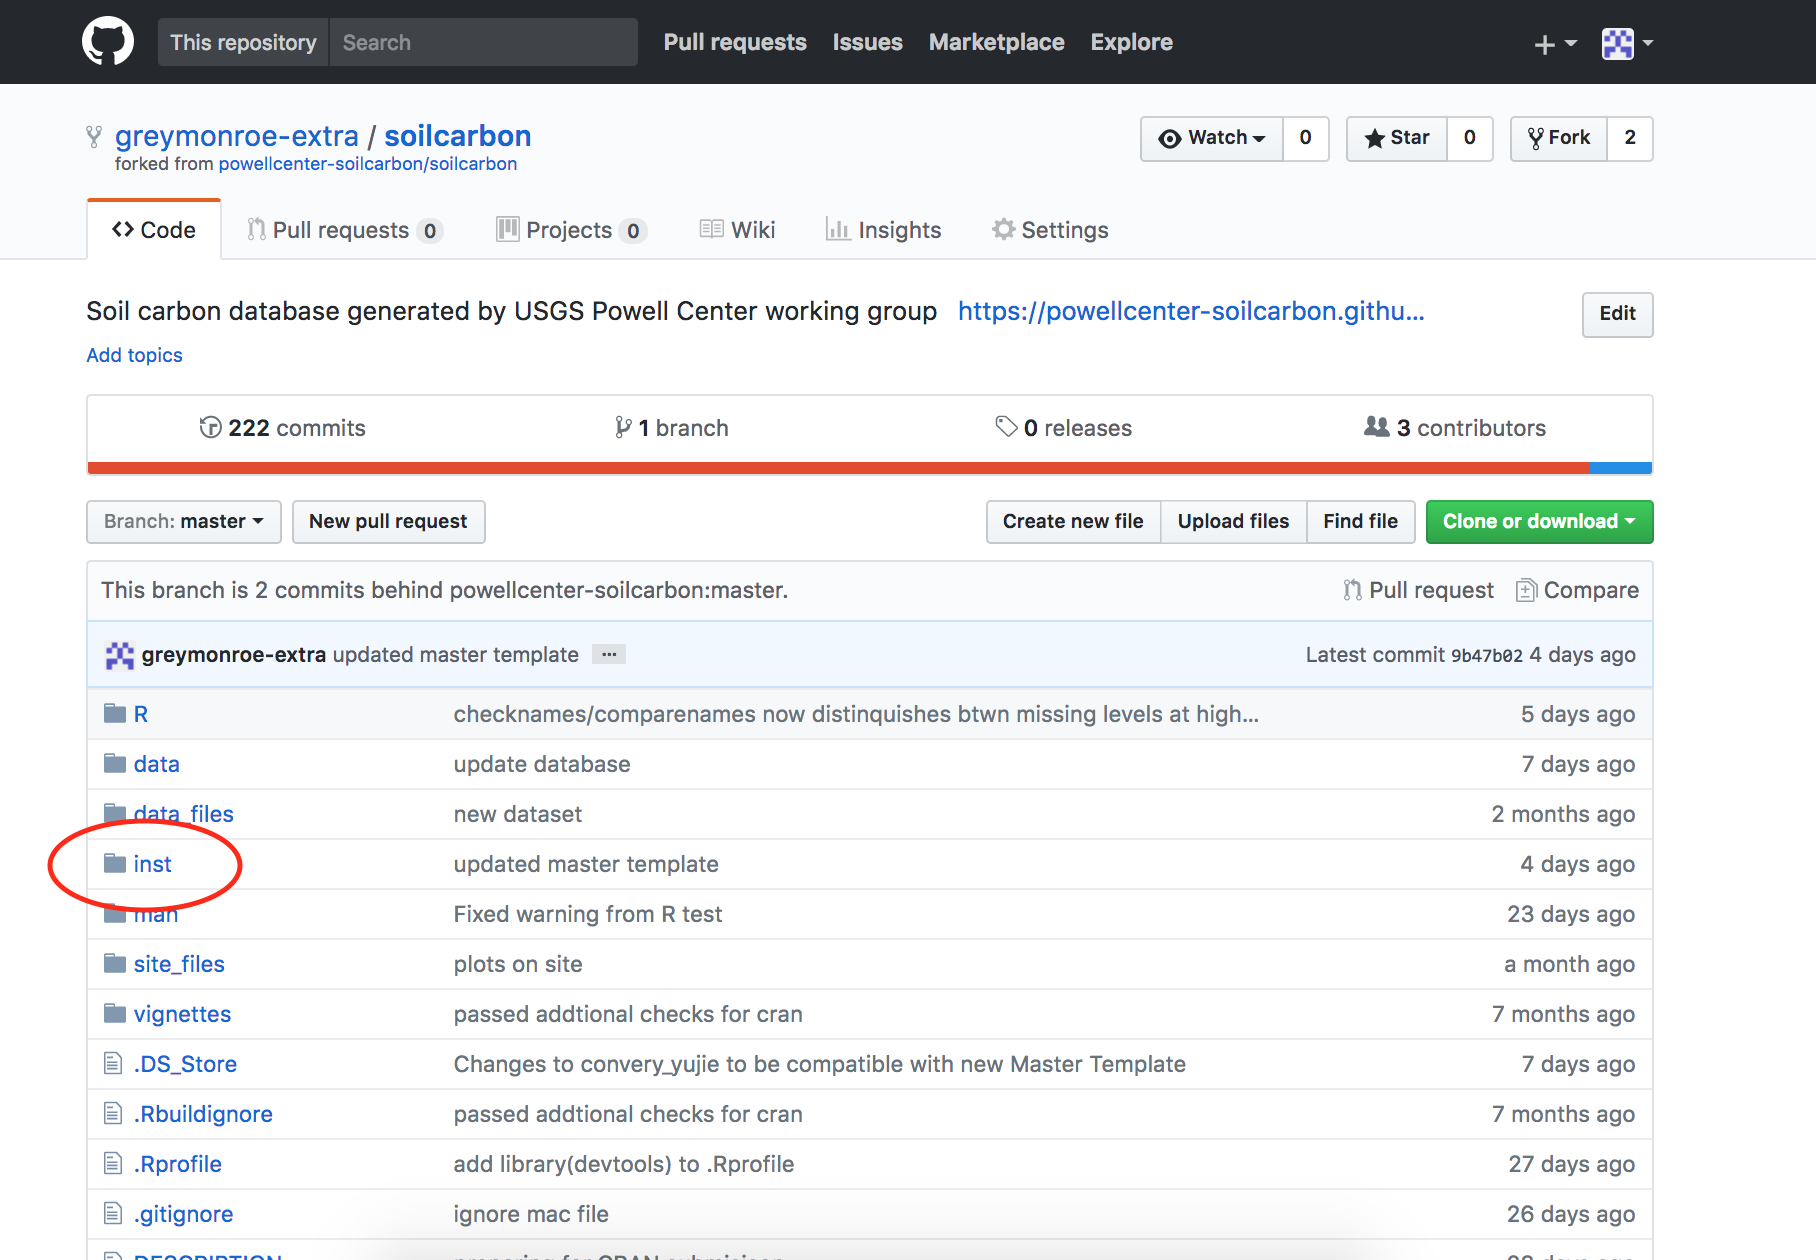 This repository Search Pull requests Issues Marketplace Explore
greymonroe-extra / soilcarbon Watch 0 Star 0 Fork 2
forked from powellcenter-soilcarbon/soilcarbon
Code Pull requests 0 Projects 0 Wiki Insights Settings
Soil carbon database generated by USGS Powell Center working group https://powellcenter-soilcarbon.githu... Edit
Add topics
222 commits 1 branch 0 releases 3 contributors
Branch: master New pull request Create new file Upload files Find file Clone or download
This branch is 2 commits behind powellcenter-soilcarbon:master. Pull request Compare
greymonroe-extra updated master template ... Latest commit 9b47b02 4 days ago
R checknames/comparenames now distinquishes btwn missing levels at high... 5 days ago
data update database 7 days ago
data_files new dataset 2 months ago
inst updated master template 4 days ago
man Fixed warning from R test 23 days ago
site_files plots on site a month ago
vignettes passed addtional checks for cran 7 months ago
.DS_Store Changes to convery_yujie to be compatible with new Master Template 7 days ago
.Rbuildignore passed addtional checks for cran 7 months ago
.Rprofile add library(devtools) to .Rprofile 27 days ago
.gitignore ignore mac file 26 days ago
DESCRIPTION